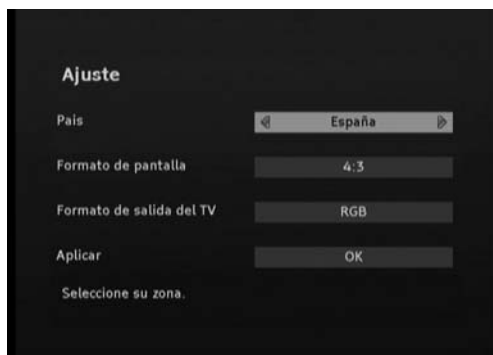 Ajuste
Pais España
Formato de pantalla 4:3
Formato de salida del TV RGB
Aplicar OK
Seleccione su zona.